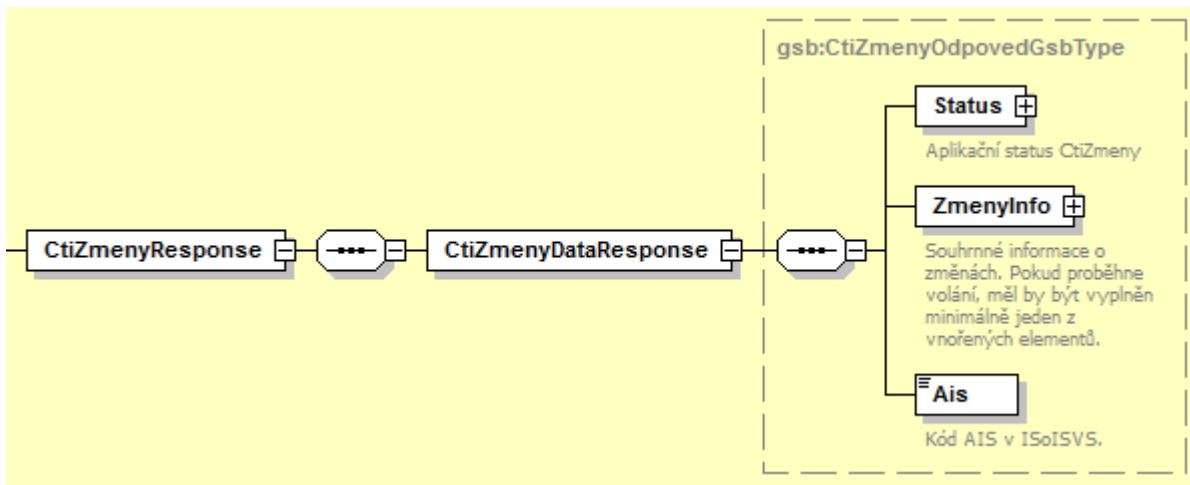 gsb:CtiZmenyOdpovedGsbType
Status
Aplikační status CtiZmeny
ZmenyInfo
Souhrnné informace o
změnách. Pokud proběhne
volání, měl by být vyplněn
minimálně jeden z
vnořených elementů.
CtiZmenyResponse
CtiZmenyDataResponse
Ais
Kód AIS v ISoISVS.